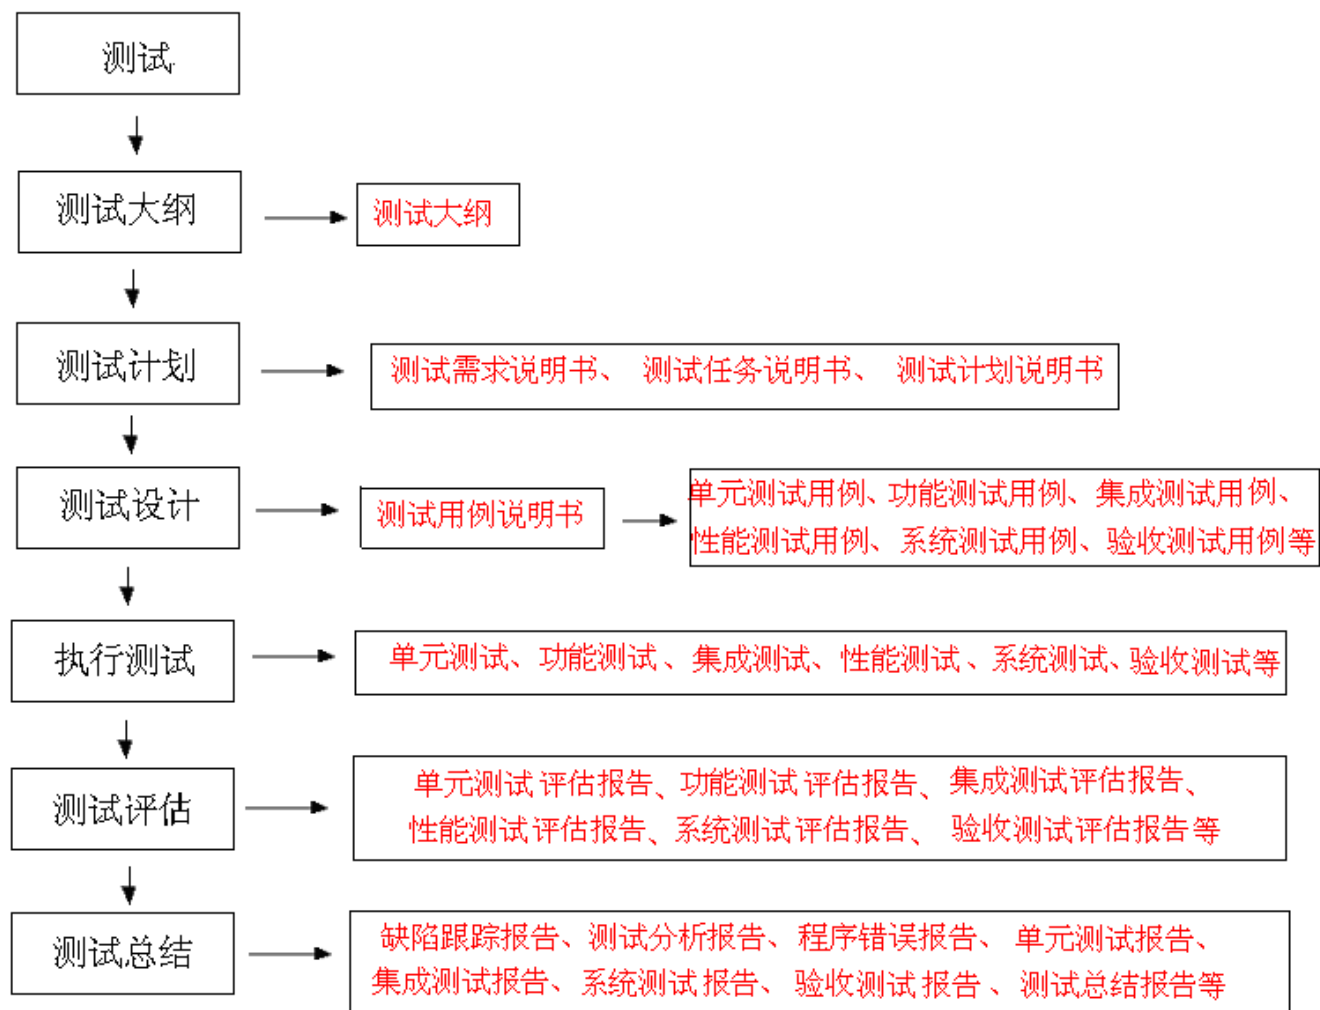 测试
测试大纲
测试大纲
测试计划
测试需求说明书、 测试任务说明书、 测试计划说明书
测试设计
测试用例说明书
单元测试用例、功能测试用例、集成测试用例、
性能测试用例、系统测试用例、验收测试用例等
执行测试
单元测试、功能测试、集成测试、性能测试、系统测试、验收测试等
测试评估
单元测试评估报告、功能测试评估报告、集成测试评估报告、
性能测试评估报告、系统测试评估报告、验收测试评估报告等
测试总结
缺陷跟踪报告、测试分析报告、程序错误报告、单元测试报告、
集成测试报告、系统测试报告、验收测试报告、测试总结报告等